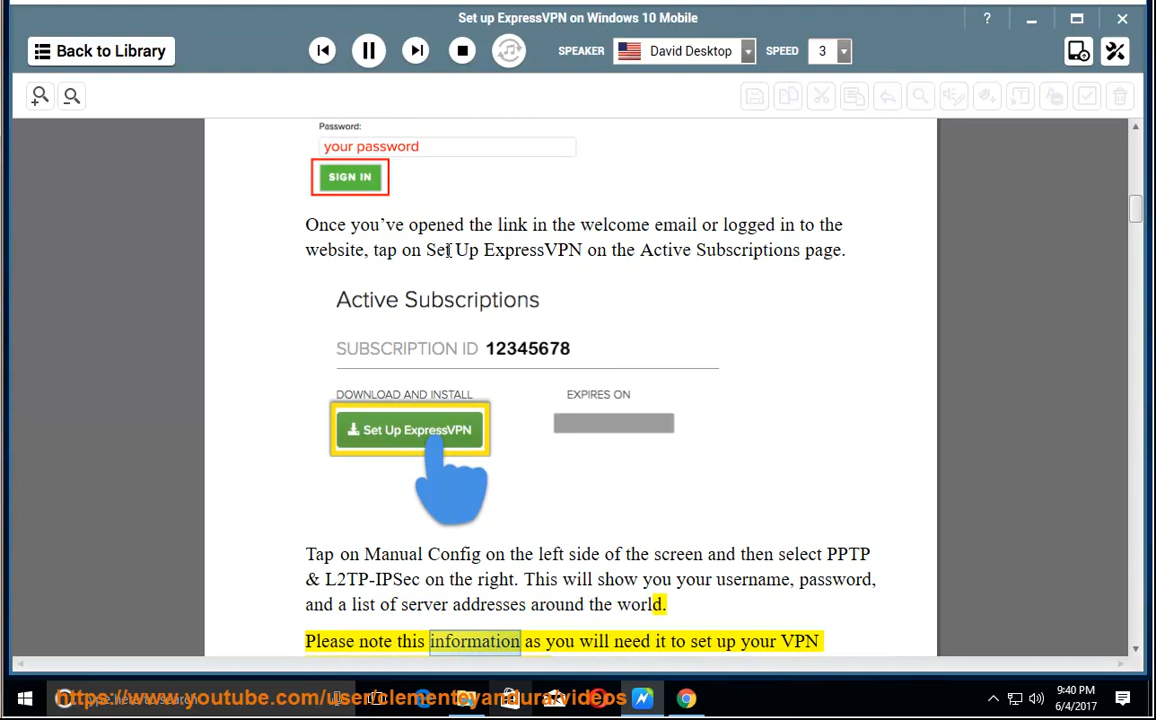 Set up ExpressVPN on Windows 10 Mobile
?
Back to Library
SPEAKER
David Desktop
SPEED
3
Password:
your password
SIGN IN
Once you’ve opened the link in the welcome email or logged in to the
website, tap on Set Up ExpressVPN on the Active Subscriptions page.
Active Subscriptions
SUBSCRIPTION ID 12345678
DOWNLOAD AND INSTALL
EXPIRES ON
Set Up ExpressVPN
Tap on Manual Config on the left side of the screen and then select PPTP
& L2TP-IPSec on the right. This will show you your username, password,
and a list of server addresses around the world.
Please note this information as you will need it to set up your VPN
https://www.youtube.com/user/clementeyanduraivideos
9:40 PM
6/4/2017